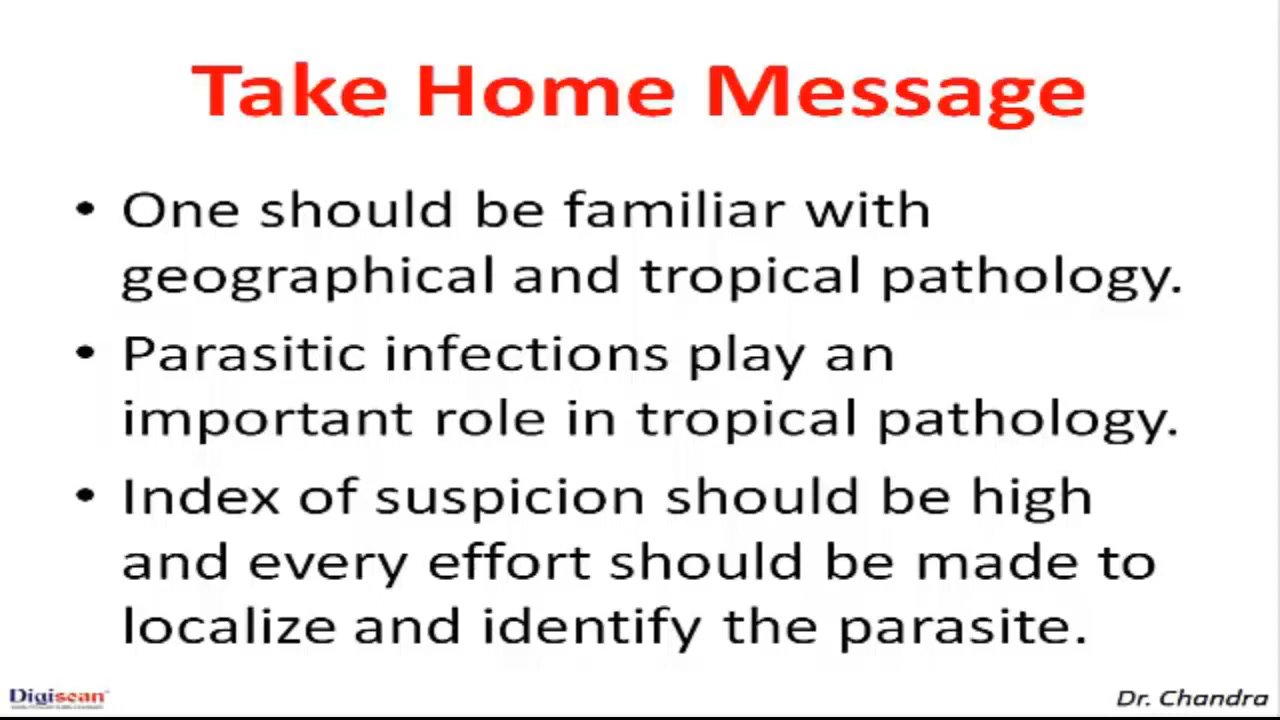 Take Home Message
• One should be familiar with
geographical and tropical pathology.
• Parasitic infections play an
important role in tropical pathology.
• Index of suspicion should be high
and every effort should be made to
localize and identify the parasite.
Digiscan
Dr. Chandra